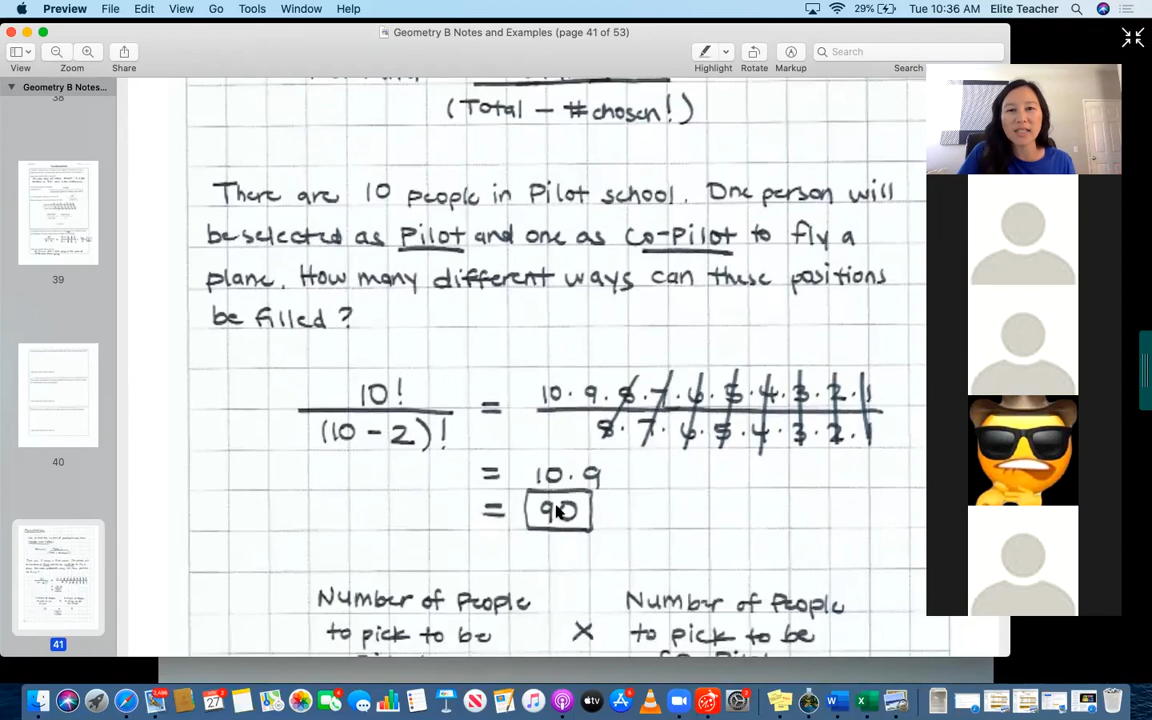 Preview File Edit View Go Tools Window Help 29% Tue 10:36 AM Elite Teacher
Geometry B Notes and Examples (page 41 of 53)
View Zoom Share Highlight Rotate Markup Search
Search
Geometry B Notes...
38
39
40
41
(Total - # chosen!)
There are 10 people in Pilot school. One person will
be selected as Pilot and one as Co-Pilot to fly a
plane. How many different ways can these positions
be filled?
10! = 10 · 9 · 8 · 7 · 6 · 5 · 4 · 3 · 2 · 1
(10 - 2)! 8 · 7 · 6 · 5 · 4 · 3 · 2 · 1
= 10 · 9
= 90
Number of People Number of People
to pick to be × to pick to be